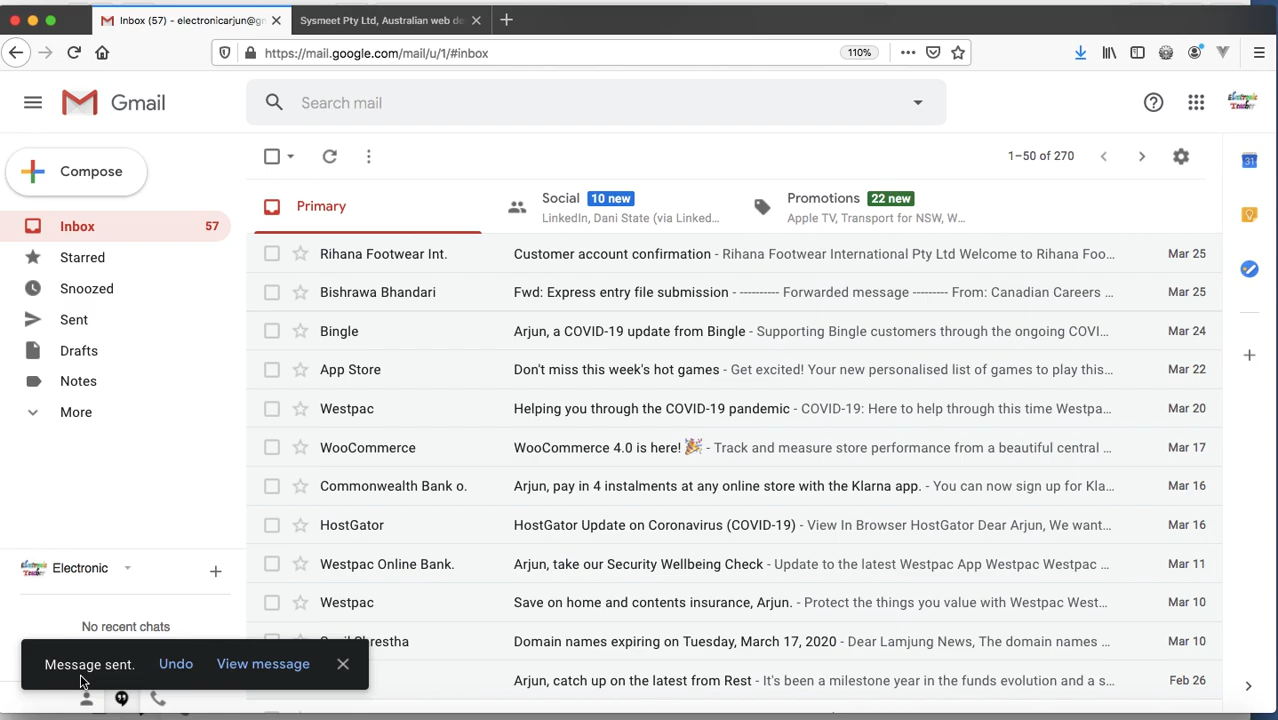 Inbox (57) - electronicarjun@gm
Sysmeet Pty Ltd, Australian web de
https://mail.google.com/mail/u/1/#inbox
110%
Gmail
Search mail
Compose
1–50 of 270
Primary
Social 10 new
LinkedIn, Dani State (via Linked...
Promotions 22 new
Apple TV, Transport for NSW, W...
Inbox 57
Starred
Snoozed
Sent
Drafts
Notes
More
Rihana Footwear Int. Customer account confirmation - Rihana Footwear International Pty Ltd Welcome to Rihana Foo... Mar 25
Bishrawa Bhandari Fwd: Express entry file submission - ---------- Forwarded message --------- From: Canadian Careers ... Mar 25
Bingle Arjun, a COVID-19 update from Bingle - Supporting Bingle customers through the ongoing COVI... Mar 24
App Store Don't miss this week's hot games - Get excited! Your new personalised list of games to play this... Mar 22
Westpac Helping you through the COVID-19 pandemic - COVID-19: Here to help through this time Westpa... Mar 20
WooCommerce WooCommerce 4.0 is here! 🎉 - Track and measure store performance from a beautiful central ... Mar 17
Commonwealth Bank o. Arjun, pay in 4 instalments at any online store with the Klarna app. - You can now sign up for Kla... Mar 16
HostGator HostGator Update on Coronavirus (COVID-19) - View In Browser HostGator Dear Arjun, We want... Mar 16
Westpac Online Bank. Arjun, take our Security Wellbeing Check - Update to the latest Westpac App Westpac Westpac ... Mar 11
Westpac Save on home and contents insurance, Arjun. - Protect the things you value with Westpac West... Mar 10
Domain names expiring on Tuesday, March 17, 2020 - Dear Lamjung News, The domain names ... Mar 10
Arjun, catch up on the latest from Rest - It's been a milestone year in the funds evolution and a s... Feb 26
Electronic
No recent chats
Message sent. Undo View message
31
Electronic
Teacher